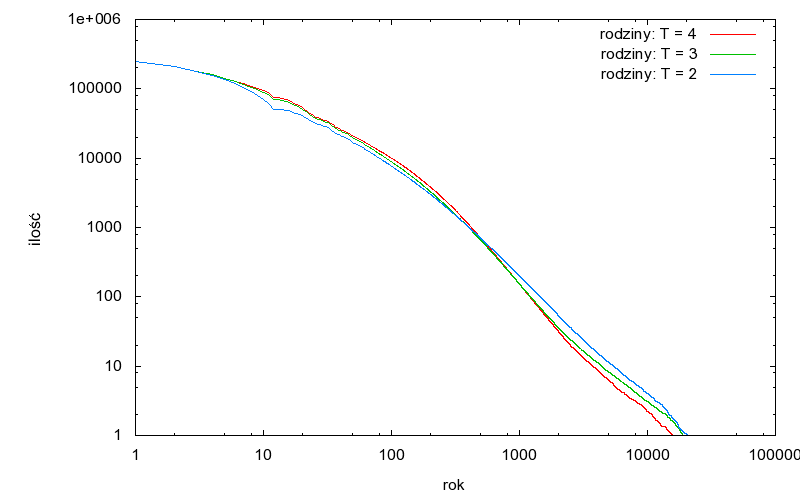 1e+006
100000
10000
1000
100
10
1
ilość
1
10
100
1000
10000
100000
rok
rodziny: T = 4
rodziny: T = 3
rodziny: T = 2